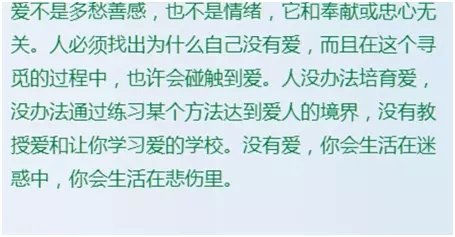 爱不是多愁善感，也不是情绪，它和奉献或忠心无
关。人必须找出为什么自己没有爱，而且在这个寻
觅的过程中，也许会碰触到爱。人没办法培育爱，
没办法通过练习某个方法达到爱人的境界，没有教
授爱和让你学习爱的学校。没有爱，你会生活在迷
惑中，你会生活在悲伤里。